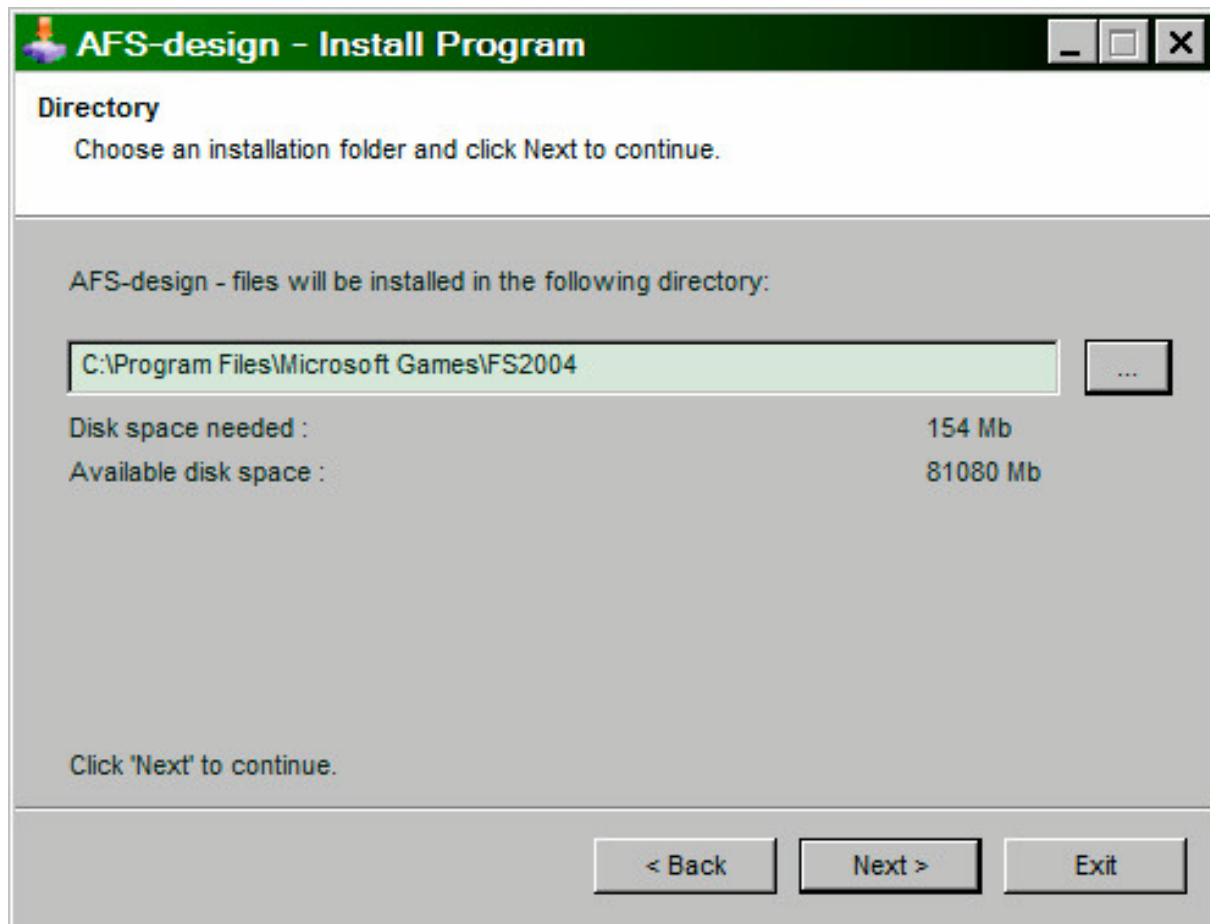 AFS-design - Install Program
Directory
Choose an installation folder and click Next to continue.
AFS-design - files will be installed in the following directory:
C:\Program Files\Microsoft Games\FS2004
...
Disk space needed : 154 Mb
Available disk space : 81080 Mb
Click 'Next' to continue.
< Back Next > Exit